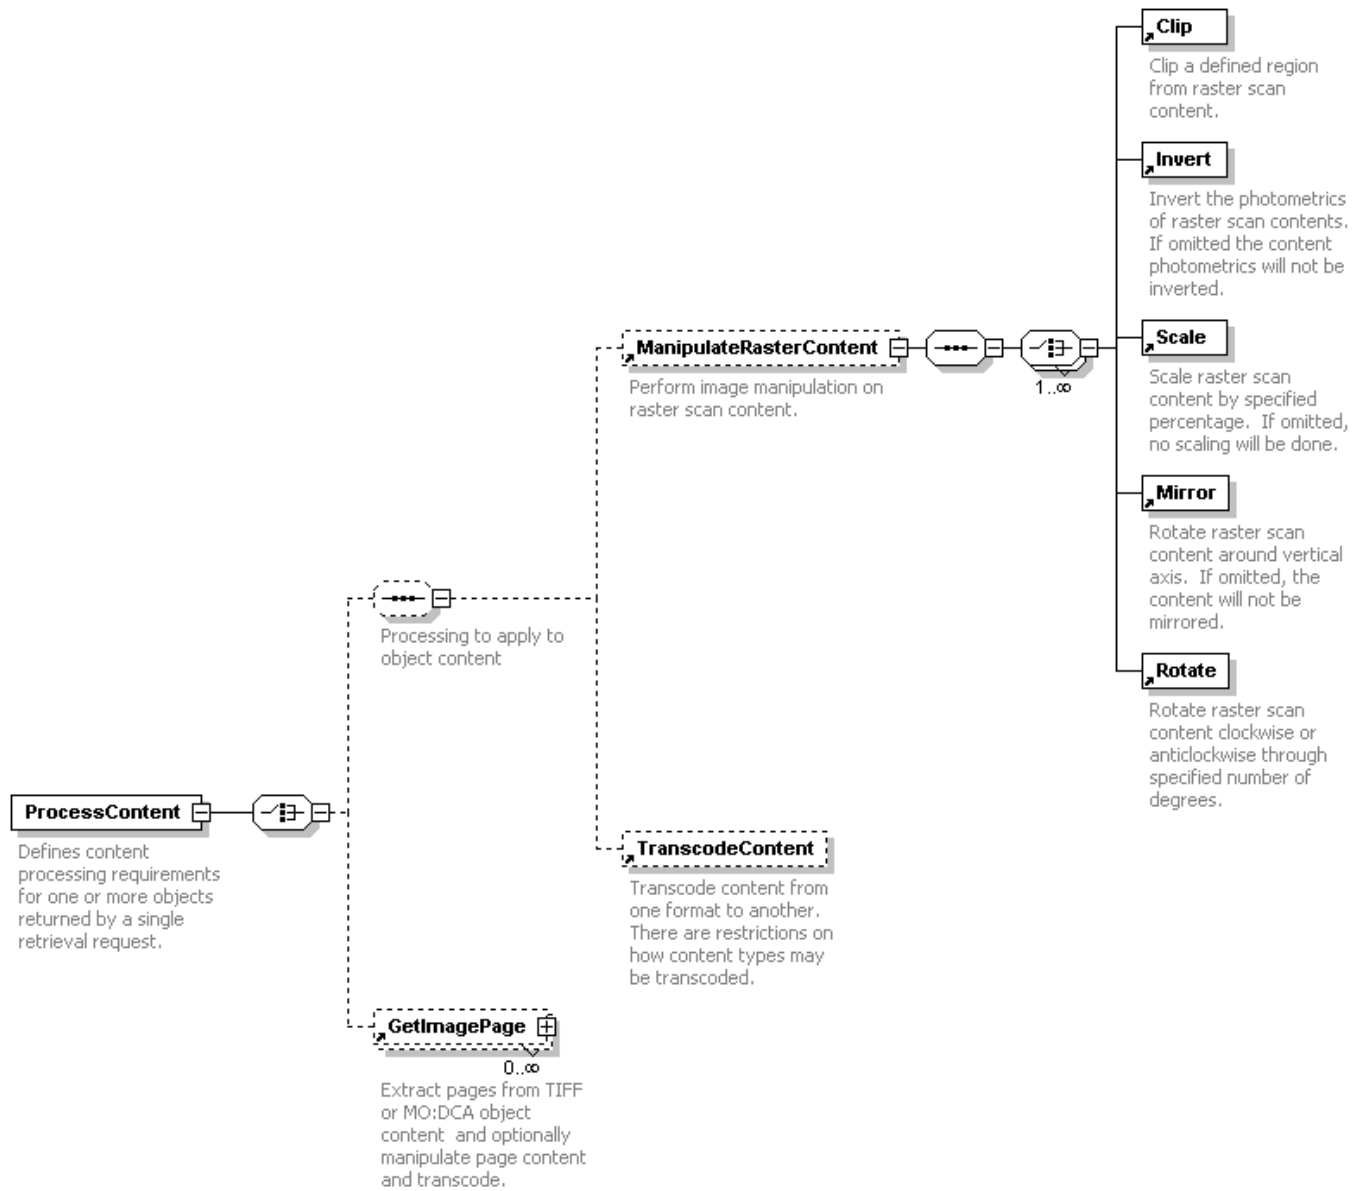 Clip
Clip a defined region
from raster scan
content.
Invert
Invert the photometrics
of raster scan contents.
If omitted the content
photometrics will not be
inverted.
ManipulateRasterContent
Perform image manipulation on
raster scan content.
1..∞
Scale
Scale raster scan
content by specified
percentage.  If omitted,
no scaling will be done.
Mirror
Rotate raster scan
content around vertical
axis.  If omitted, the
content will not be
mirrored.
Processing to apply to
object content
Rotate
Rotate raster scan
content clockwise or
anticlockwise through
specified number of
degrees.
ProcessContent
Defines content
processing requirements
for one or more objects
returned by a single
retrieval request.
TranscodeContent
Transcode content from
one format to another.
There are restrictions on
how content types may
be transcoded.
GetImagePage
0..∞
Extract pages from TIFF
or MO:DCA object
content  and optionally
manipulate page content
and transcode.